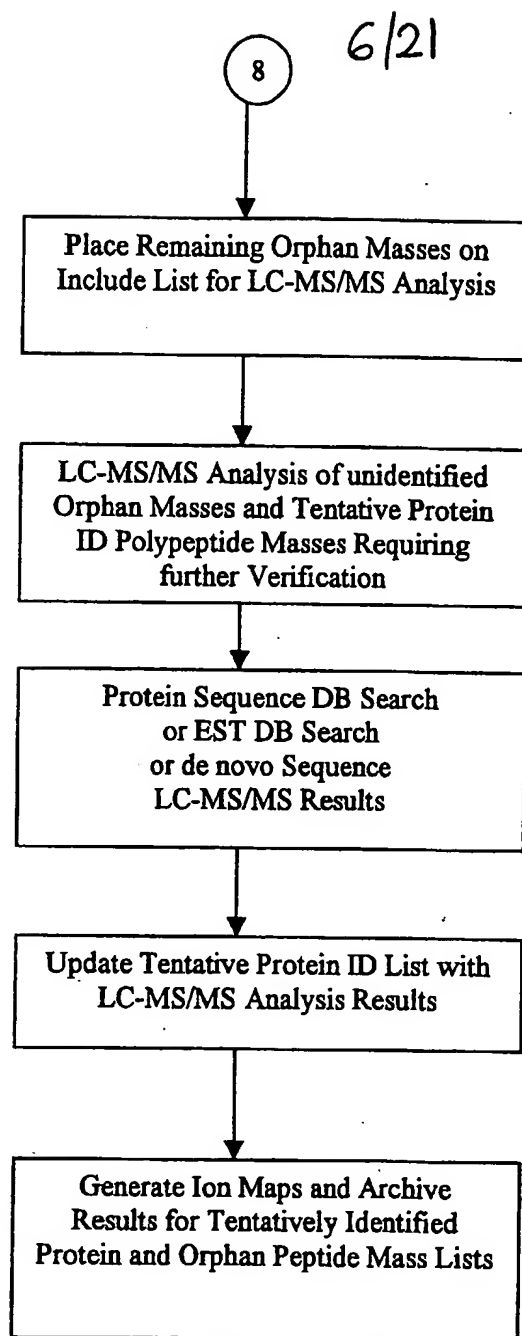 6/21
8
Place Remaining Orphan Masses on
Include List for LC-MS/MS Analysis
LC-MS/MS Analysis of unidentified
Orphan Masses and Tentative Protein
ID Polypeptide Masses Requiring
further Verification
Protein Sequence DB Search
or EST DB Search
or de novo Sequence
LC-MS/MS Results
Update Tentative Protein ID List with
LC-MS/MS Analysis Results
Generate Ion Maps and Archive
Results for Tentatively Identified
Protein and Orphan Peptide Mass Lists